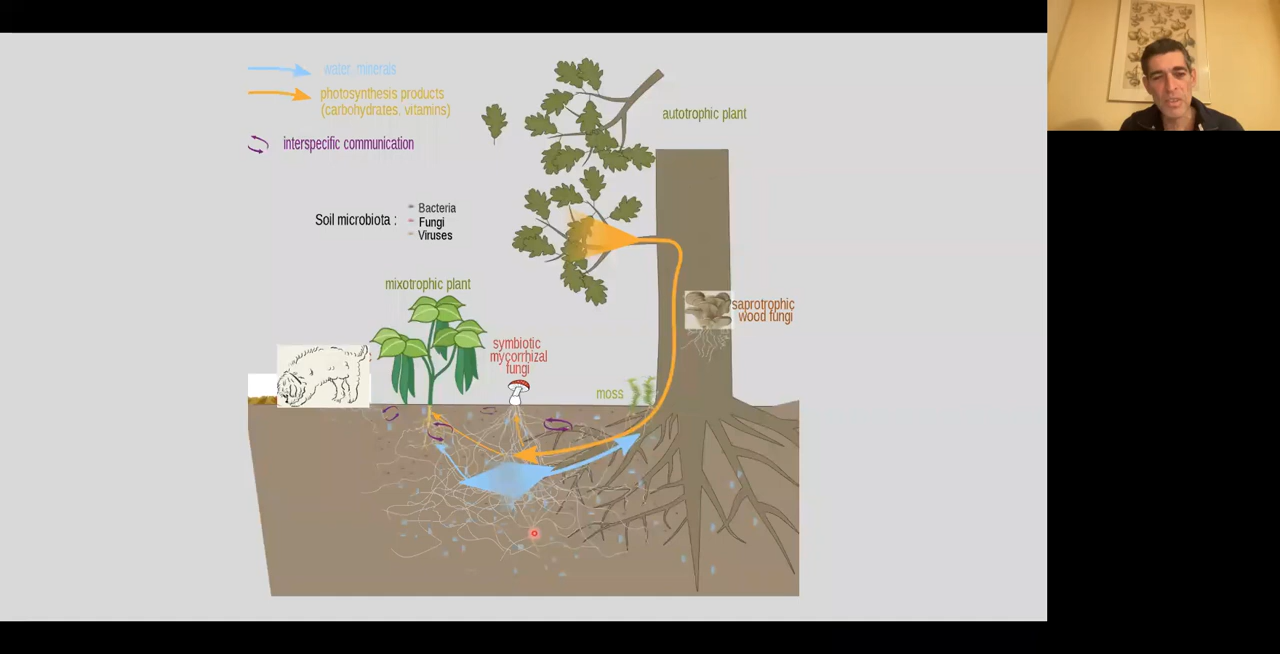 water, minerals
photosynthesis products
(carbohydrates, vitamins)
interspecific communication
autotrophic plant
Soil microbiota :
Bacteria
Fungi
Viruses
mixotrophic plant
saprotrophic
wood fungi
symbiotic
mycorrhizal
fungi
moss